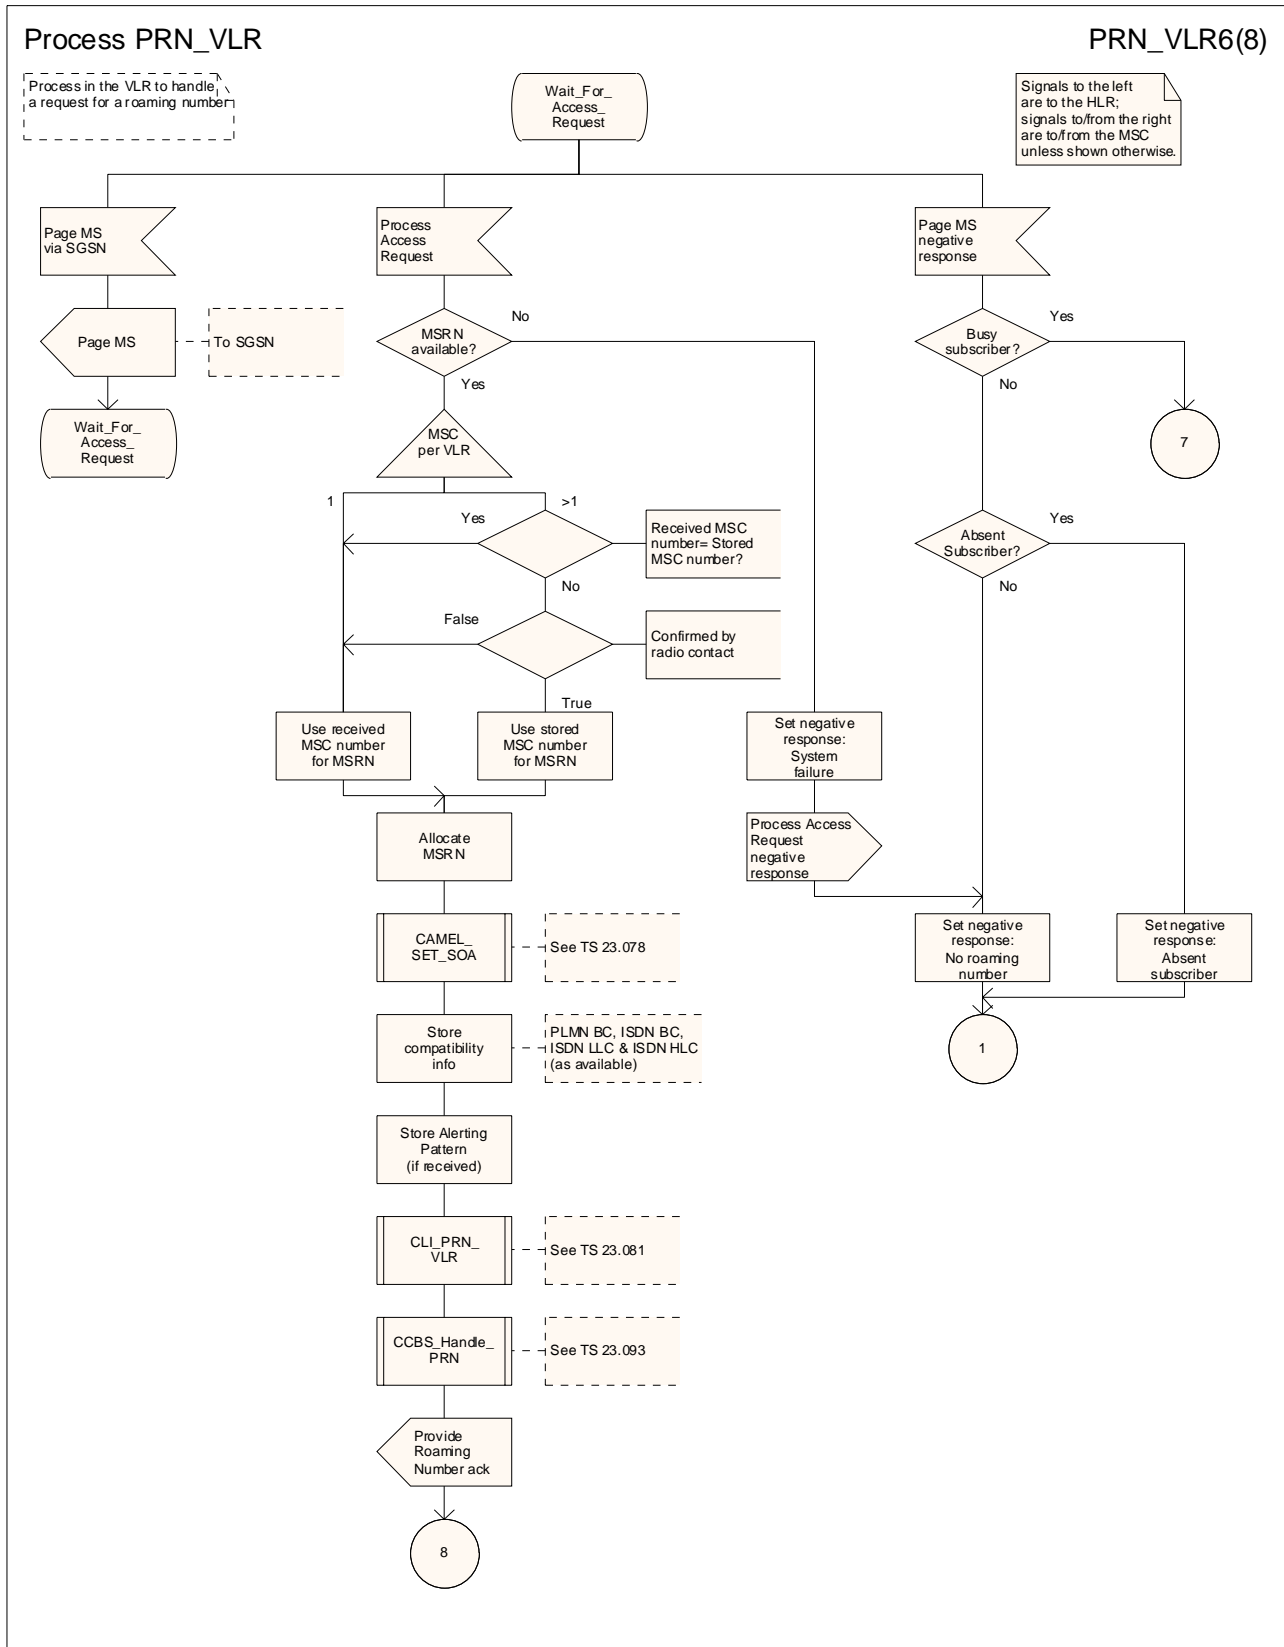 Process PRN_VLR
PRN_VLR6(8)
Process in the VLR to handle
a request for a roaming number
Wait_For_
Access_
Request
Signals to the left
are to the HLR;
signals to/from the right
are to/from the MSC
unless shown otherwise.
Page MS
via SGSN
Process
Access
Request
Page MS
negative
response
Page MS
To SGSN
MSRN
available?
No
Yes
Busy
subscriber?
Yes
No
Wait_For_
Access_
Request
MSC
per VLR
7
1
>1
Yes
Received MSC
number= Stored
MSC number?
No
Absent
Subscriber?
Yes
No
False
Confirmed by
radio contact
True
Use received
MSC number
for MSRN
Use stored
MSC number
for MSRN
Set negative
response:
System
failure
Allocate
MSRN
Process Access
Request
negative
response
CAMEL_
SET_SOA
See TS 23.078
Set negative
response:
No roaming
number
Set negative
response:
Absent
subscriber
Store
compatibility
info
PLMN BC, ISDN BC,
ISDN LLC & ISDN HLC
(as available)
1
Store Alerting
Pattern
(if received)
CLI_PRN_
VLR
See TS 23.081
CCBS_Handle_
PRN
See TS 23.093
Provide
Roaming
Number ack
8